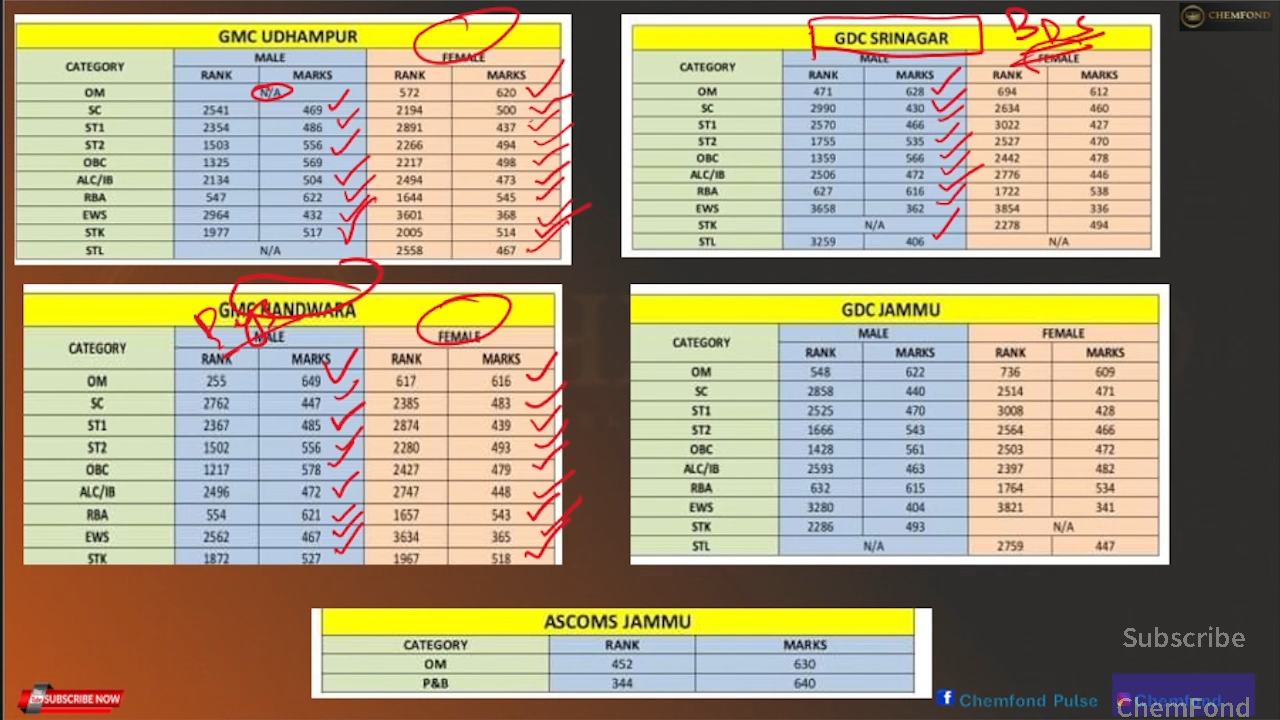 CHEMFOND
GMC UDHAMPUR
CATEGORY MALE FEMALE
RANK MARKS RANK MARKS
OM N/A 572 620
SC 2541 469 2194 500
ST1 2354 486 2891 437
ST2 1503 556 2266 494
OBC 1325 569 2217 498
ALC/IB 2134 504 2494 473
RBA 547 622 1644 545
EWS 2964 432 3601 368
STK 1977 517 2005 514
STL N/A 2558 467
GDC SRINAGAR BDS
CATEGORY MALE FEMALE
RANK MARKS RANK MARKS
OM 471 628 694 612
SC 2990 430 2634 460
ST1 2570 466 3022 427
ST2 1755 535 2527 470
OBC 1359 566 2442 478
ALC/IB 2506 472 2776 446
RBA 627 616 1722 538
EWS 3658 362 3854 336
STK N/A 2278 494
STL 3259 406 N/A
GMC HANDWARA
CATEGORY MALE FEMALE
RANK MARKS RANK MARKS
OM 255 649 617 616
SC 2762 447 2385 483
ST1 2367 485 2874 439
ST2 1502 556 2280 493
OBC 1217 578 2427 479
ALC/IB 2496 472 2747 448
RBA 554 621 1657 543
EWS 2562 467 3634 365
STK 1872 527 1967 518
GDC JAMMU
CATEGORY MALE FEMALE
RANK MARKS RANK MARKS
OM 548 622 736 609
SC 2858 440 2514 471
ST1 2525 470 3008 428
ST2 1666 543 2564 466
OBC 1428 561 2503 472
ALC/IB 2593 463 2397 482
RBA 632 615 1764 534
EWS 3280 404 3821 341
STK 2286 493 N/A
STL N/A 2759 447
ASCOMS JAMMU
CATEGORY RANK MARKS
OM 452 630
P&B 344 640
Subscribe
SUBSCRIBE NOW
Chemfond Pulse Chemfond
ChemFond